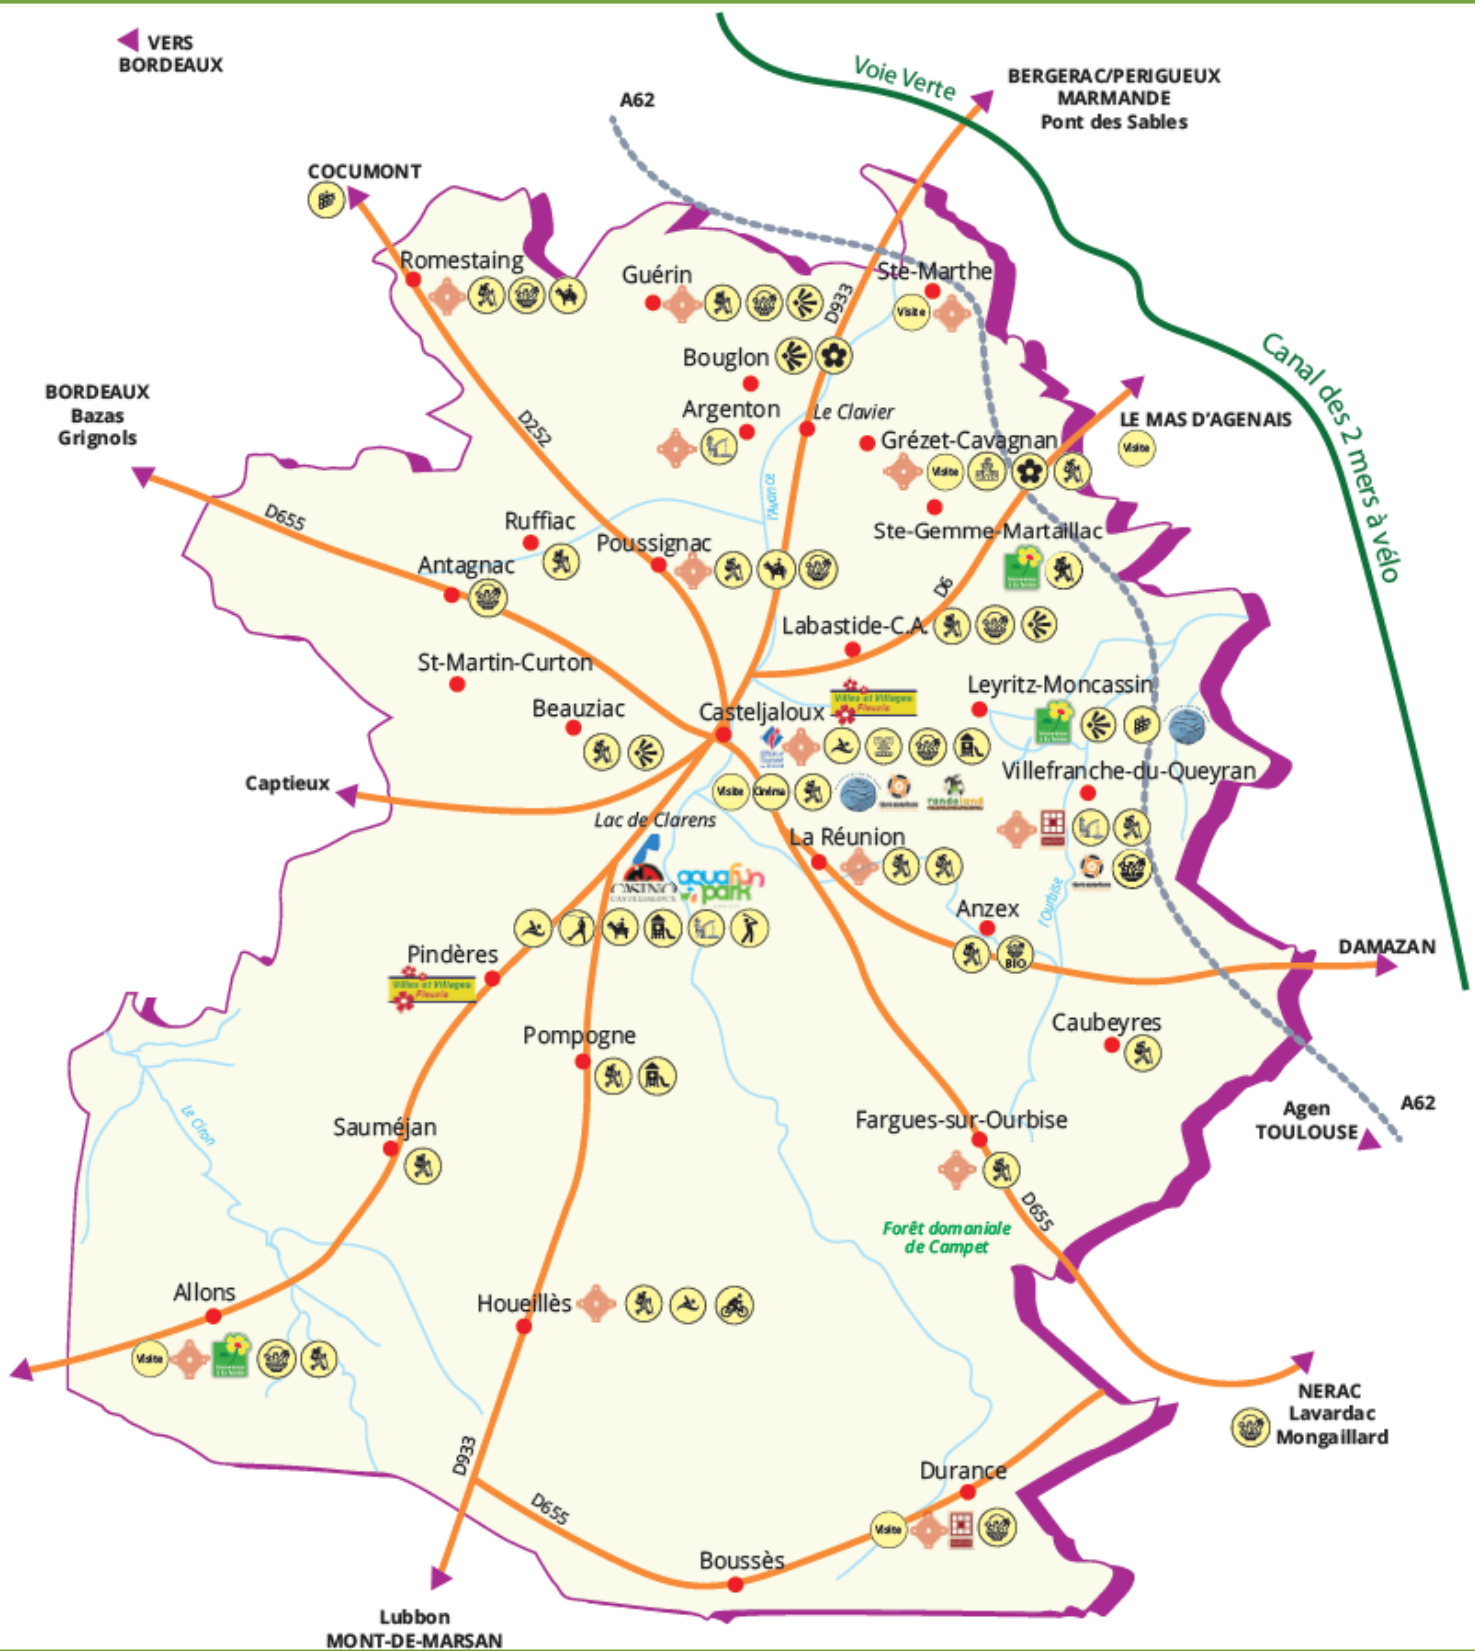 VERS
BORDEAUX
A62
Voie Verte
BERGERAC/PERIGUEUX
MARMANDE
Pont des Sables
COCUMONT
Romestaing
Guérin
D933
Ste-Marthe
Visite
Bouglon
Canal des 2 mers à vélo
BORDEAUX
Bazas
Grignols
D252
Argenton
Le Clavier
LE MAS D'AGENAIS
Visite
Grézet-Cavagnan
Visite
l'Avance
D655
Ruffiac
Poussignac
Ste-Gemme-Martaillac
Antagnac
D6
Labastide-C.A.
St-Martin-Curton
Beauziac
Casteljaloux
Villes et Villages
Fleuris
Leyritz-Moncassin
Villefranche-du-Queyran
Captieux
Visite
Cinéma
randoland
Lac de Clarens
La Réunion
CASINO
CASTELJALOUX
aquafun
park
l'Ourbise
Anzex
BIO
DAMAZAN
Pindères
Villes et Villages
Fleuris
Pompogne
Caubeyres
Le Ciron
Sauméjan
Fargues-sur-Ourbise
Agen
TOULOUSE
A62
D655
Forêt domaniale
de Campet
Allons
Visite
Houeillès
NERAC
Lavardac
Mongaillard
D933
D655
Durance
Visite
Boussès
Lubbon
MONT-DE-MARSAN